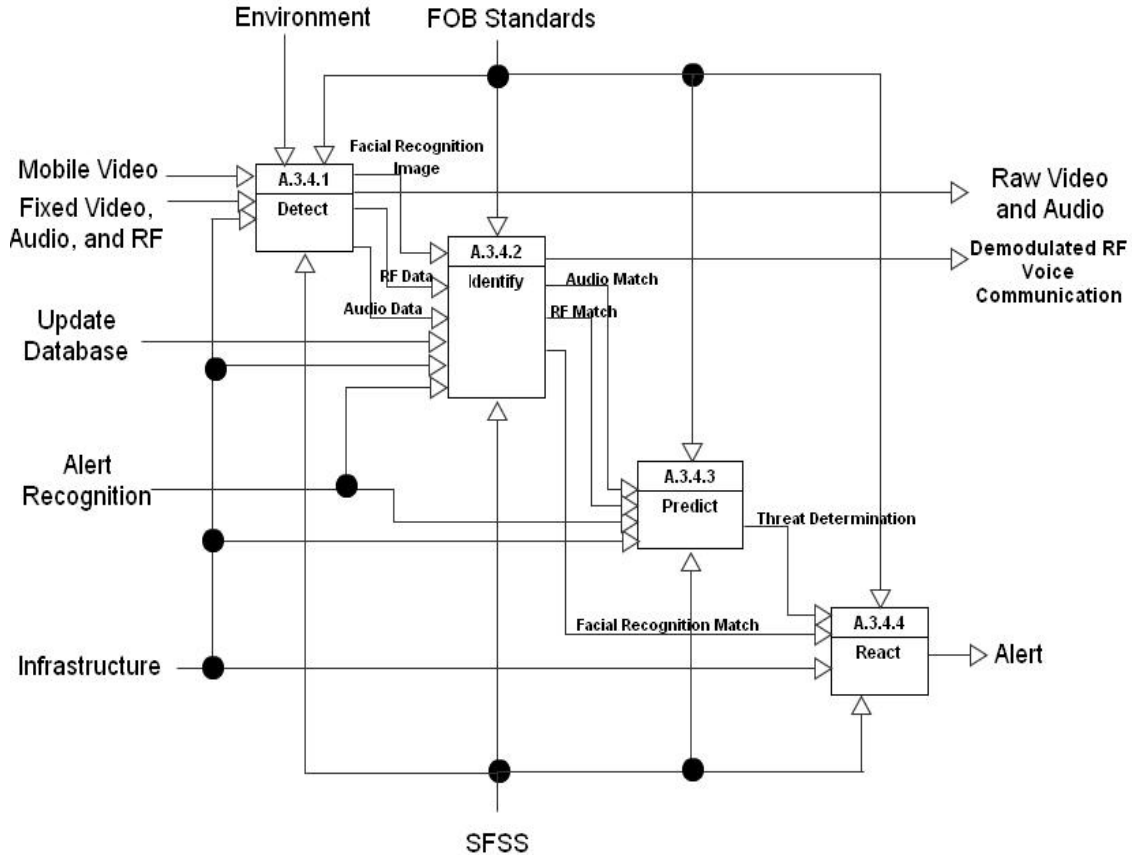 Environment
FOB Standards
Facial Recognition
Image
Mobile Video
A.3.4.1
Detect
Fixed Video,
Audio, and RF
Raw Video
and Audio
A.3.4.2
Identify
Demodulated RF
Voice
Communication
RF Data
Audio Data
Audio Match
RF Match
Update
Database
Alert
Recognition
A.3.4.3
Predict
Threat Determination
Facial Recognition Match
A.3.4.4
React
Infrastructure
Alert
SFSS